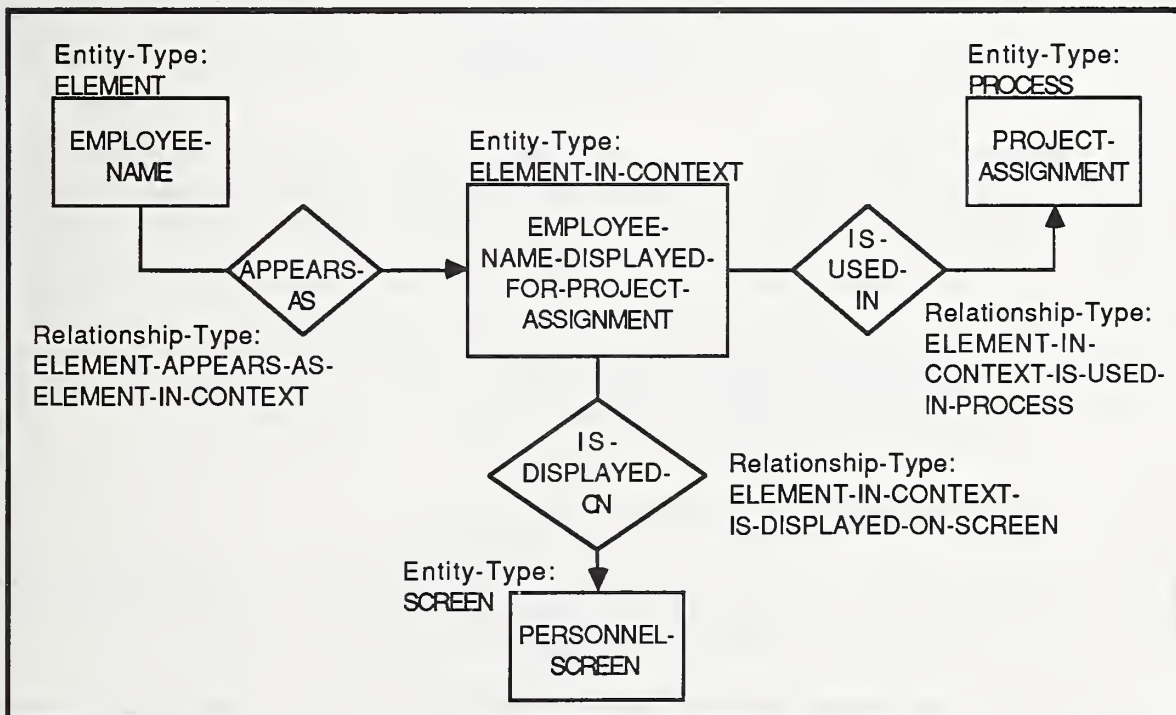 Entity-Type:
ELEMENT
EMPLOYEE-
NAME
APPEARS-
AS
Relationship-Type:
ELEMENT-APPEARS-AS-
ELEMENT-IN-CONTEXT
Entity-Type:
ELEMENT-IN-CONTEXT
EMPLOYEE-
NAME-DISPLAYED-
FOR-PROJECT-
ASSIGNMENT
IS-
USED-
IN
Entity-Type:
PROCESS
PROJECT-
ASSIGNMENT
Relationship-Type:
ELEMENT-IN-
CONTEXT-IS-USED-
IN-PROCESS
IS-
DISPLAYED-
ON
Relationship-Type:
ELEMENT-IN-CONTEXT-
IS-DISPLAYED-ON-SCREEN
Entity-Type:
SCREEN
PERSONNEL-
SCREEN